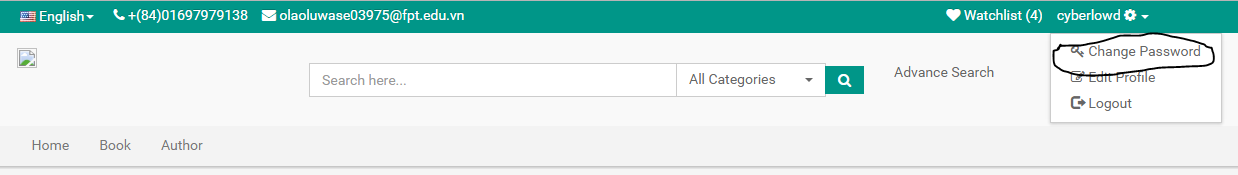 English +(84)01697979138 olaoluwase03975@fpt.edu.vn Watchlist (4) cyberlowd
Change Password
Search here... All Categories Advance Search
Edit Profile
Logout
Home Book Author